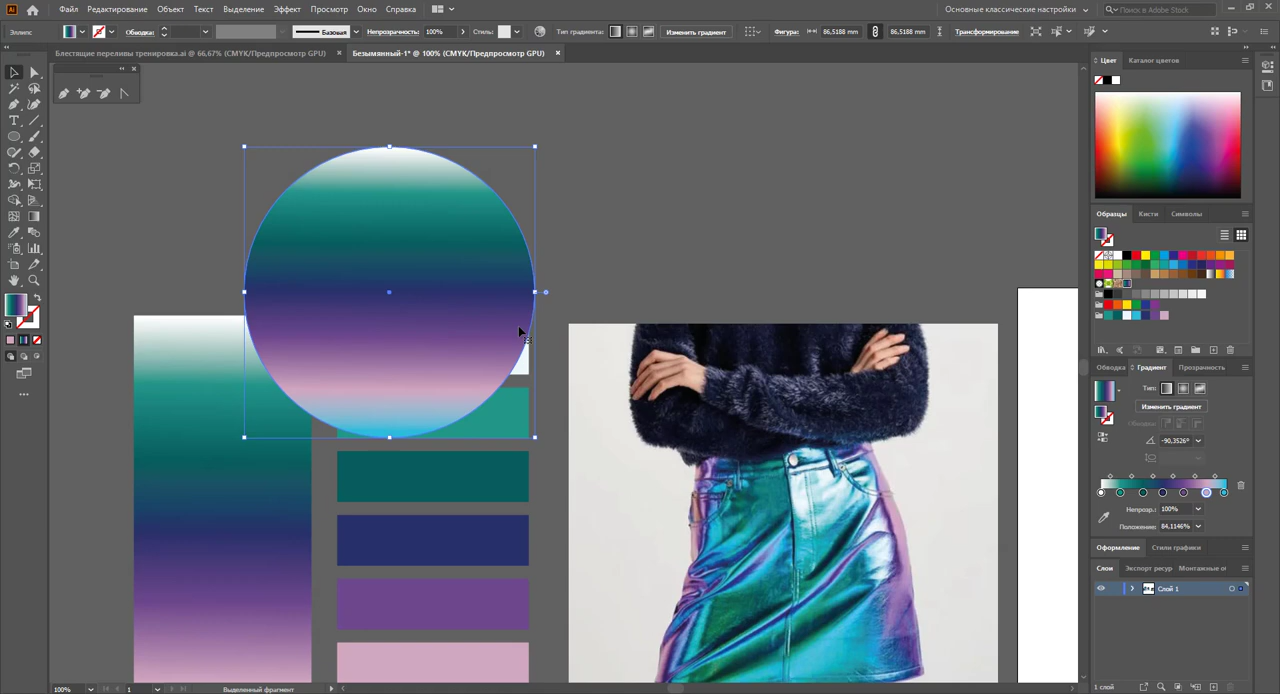 Ai
Файл Редактирование Объект Текст Выделение Эффект Просмотр Окно Справка
Основные классические настройки
Поиск в Adobe Stock
Эллипс Обводка: Базовая Непрозрачность: 100% Стиль: Тип градиента: Изменить градиент Фигура: 86,5188 mm 86,5188 mm Трансформирование
Блестящие переливы тренировка.ai @ 66,67% (CMYK/Предпросмотр GPU) ×
Безымянный-1* @ 100% (CMYK/Предпросмотр GPU) ×
Цвет Каталог цветов
Образцы Кисти Символы
Обводка Градиент Прозрачность
Тип:
Изменить градиент
Обводка:
-90,3526°
Непрозр.: 100%
Положение: 84,1146%
Оформление Стили графики
Слои Экспорт ресур Монтажные о
Слой 1
1 слой
100% 1 Выделенный фрагмент